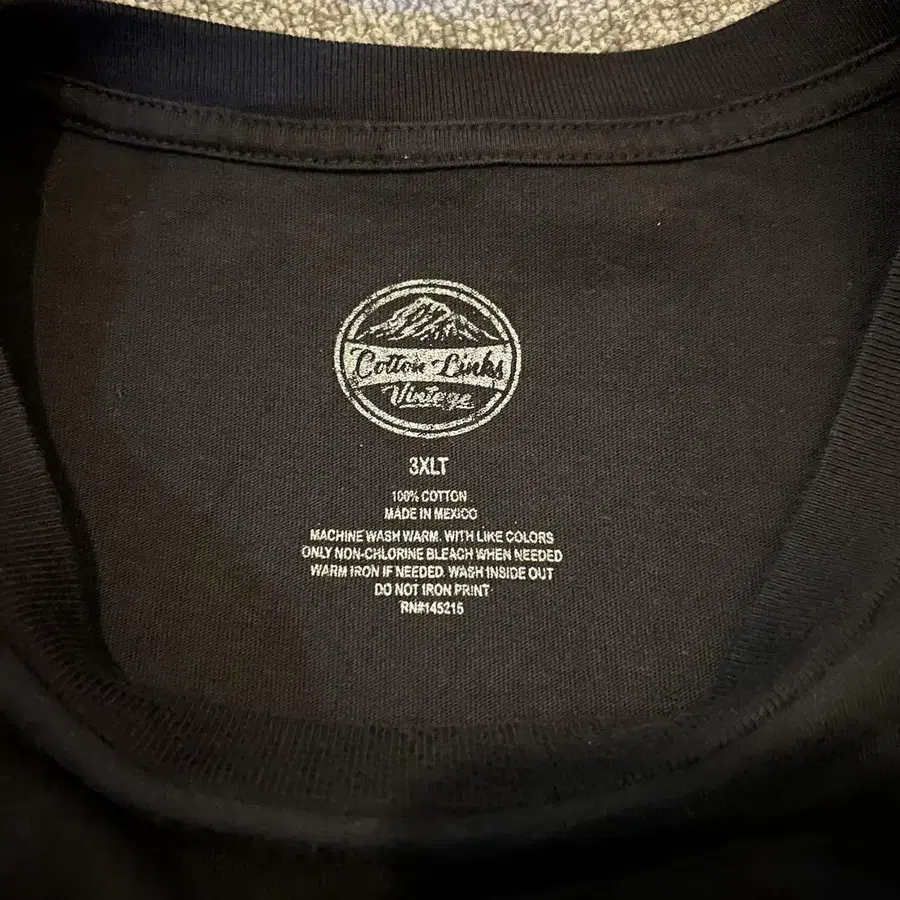 Cotton Links
Vintage
3XLT
100% COTTON
MADE IN MEXICO
MACHINE WASH WARM. WITH LIKE COLORS
ONLY NON-CHLORINE BLEACH WHEN NEEDED
WARM IRON IF NEEDED. WASH INSIDE OUT
DO NOT IRON PRINT
RN#145215